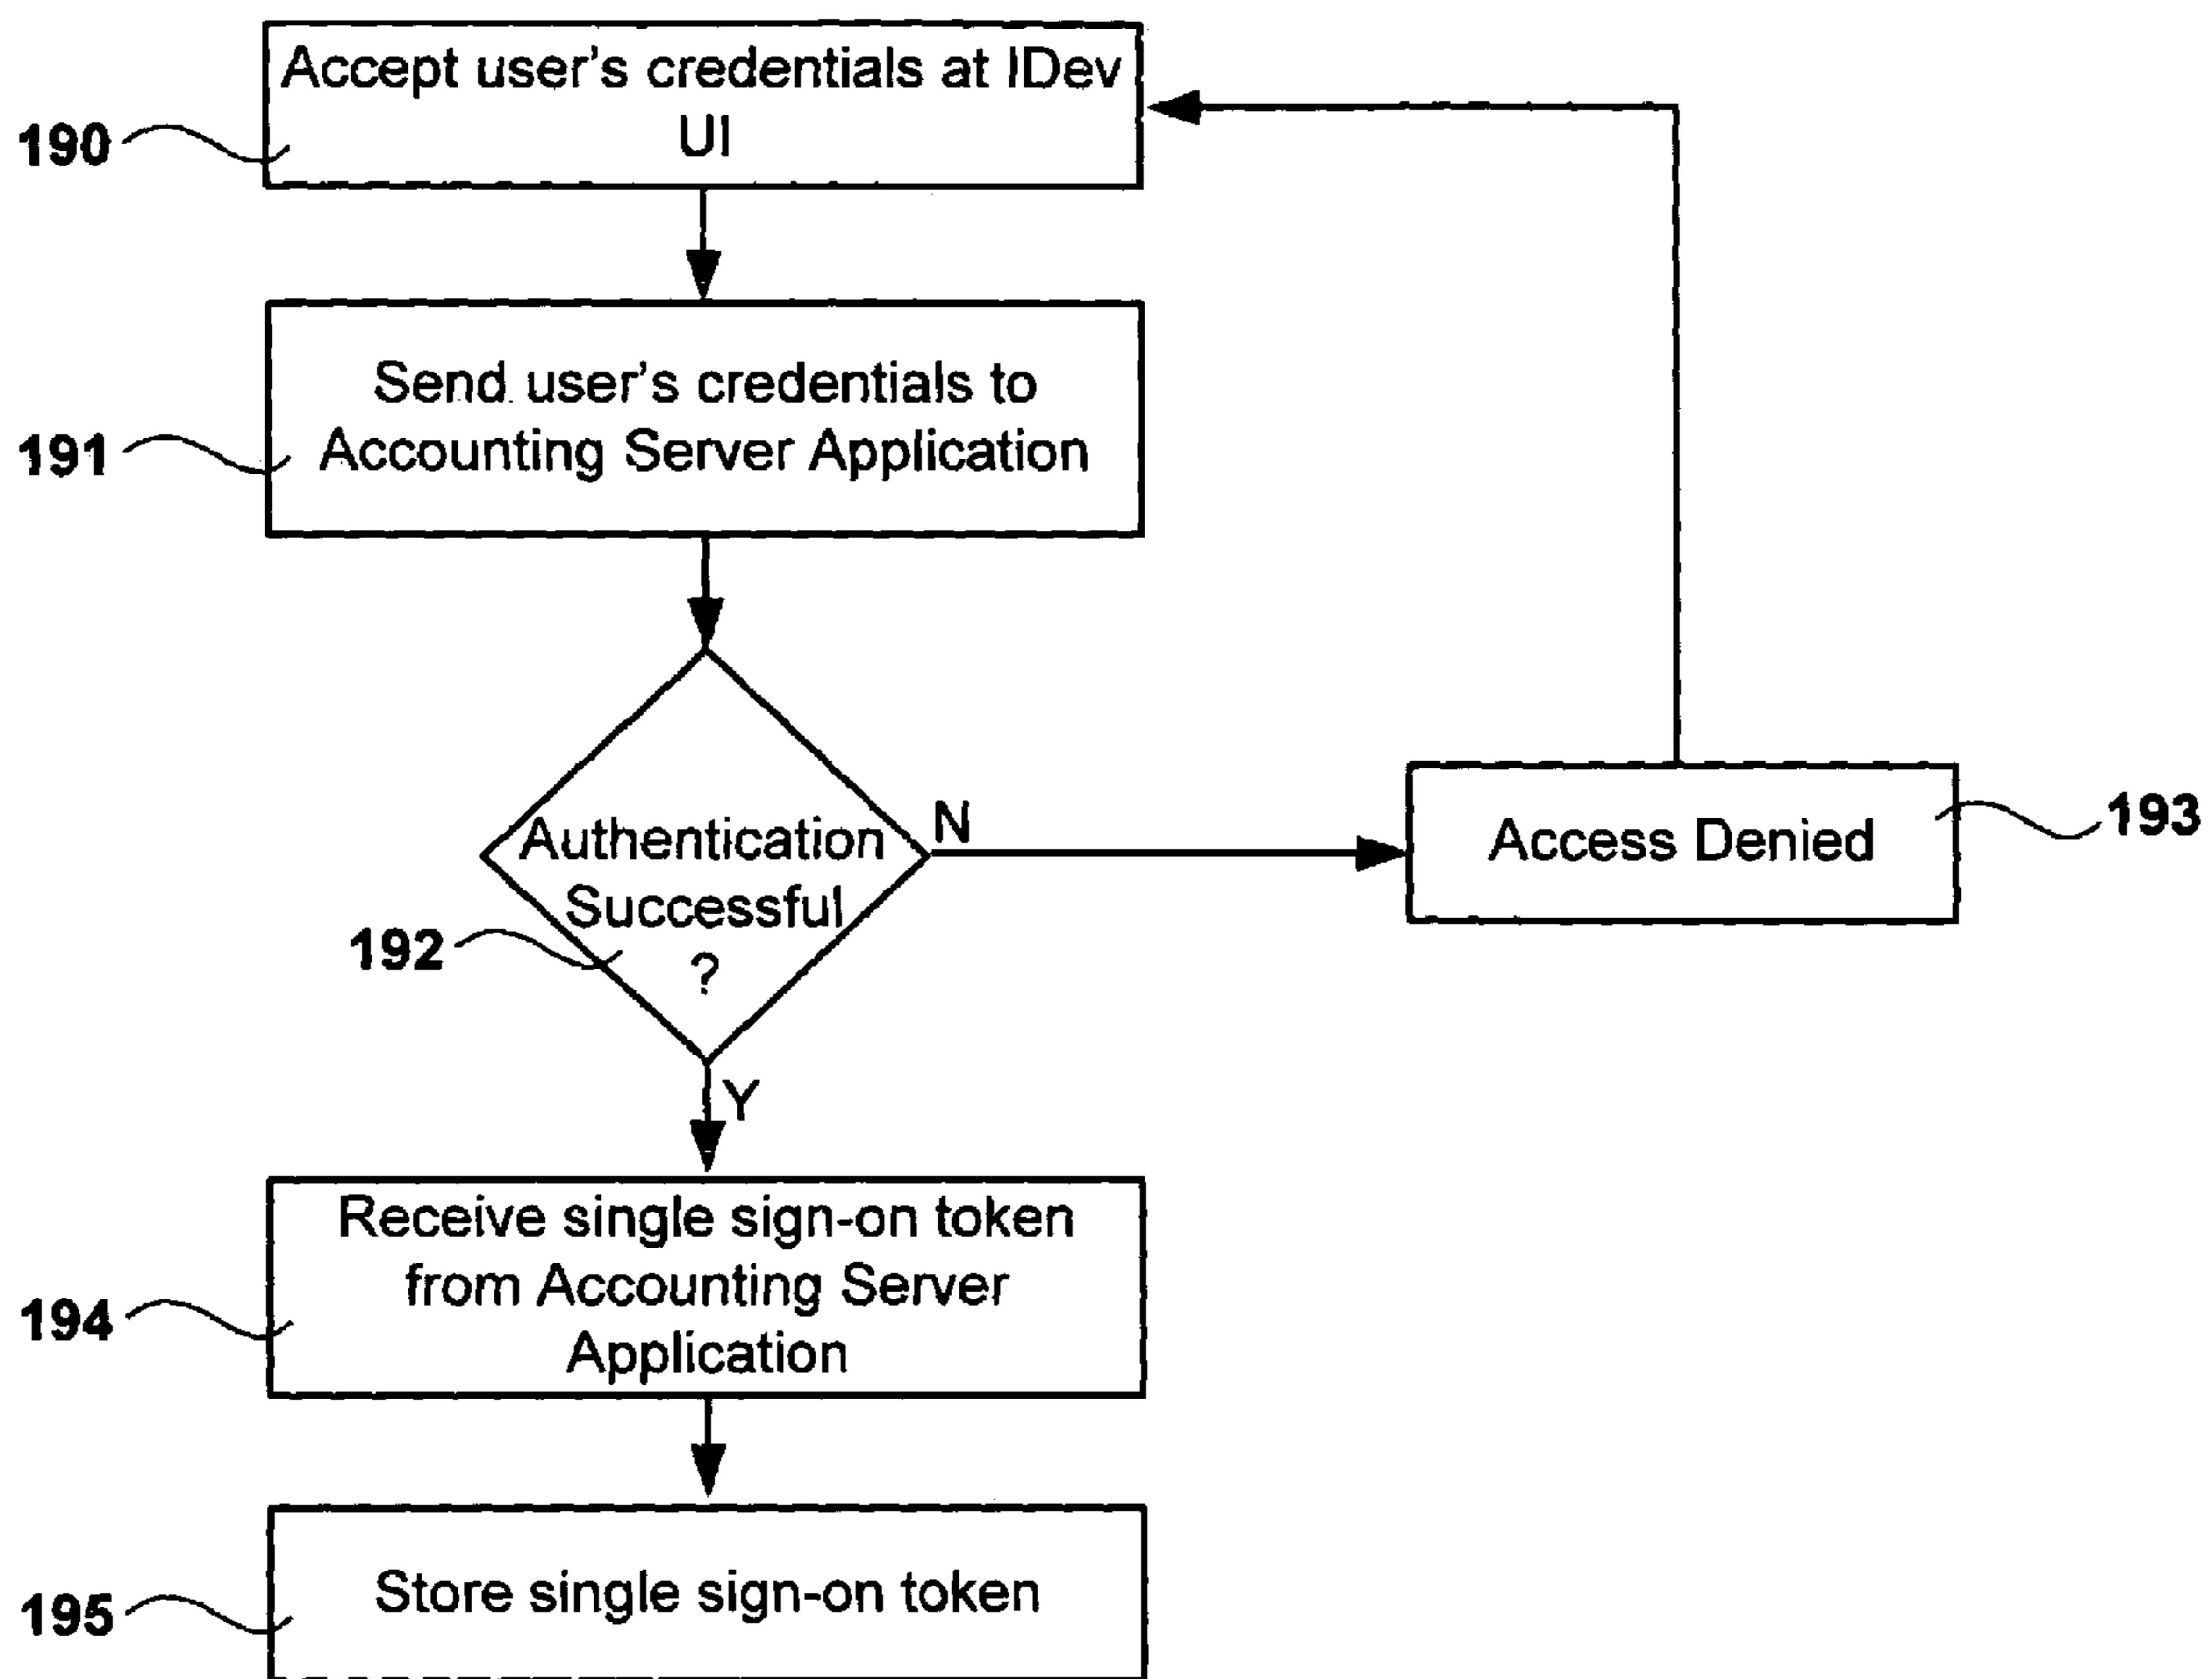 Accept user's credentials at IDev
UI
190
Send user's credentials to
Accounting Server Application
191
Authentication
Successful
?
192
N
Access Denied
193
Y
Receive single sign-on token
from Accounting Server
Application
194
Store single sign-on token
195